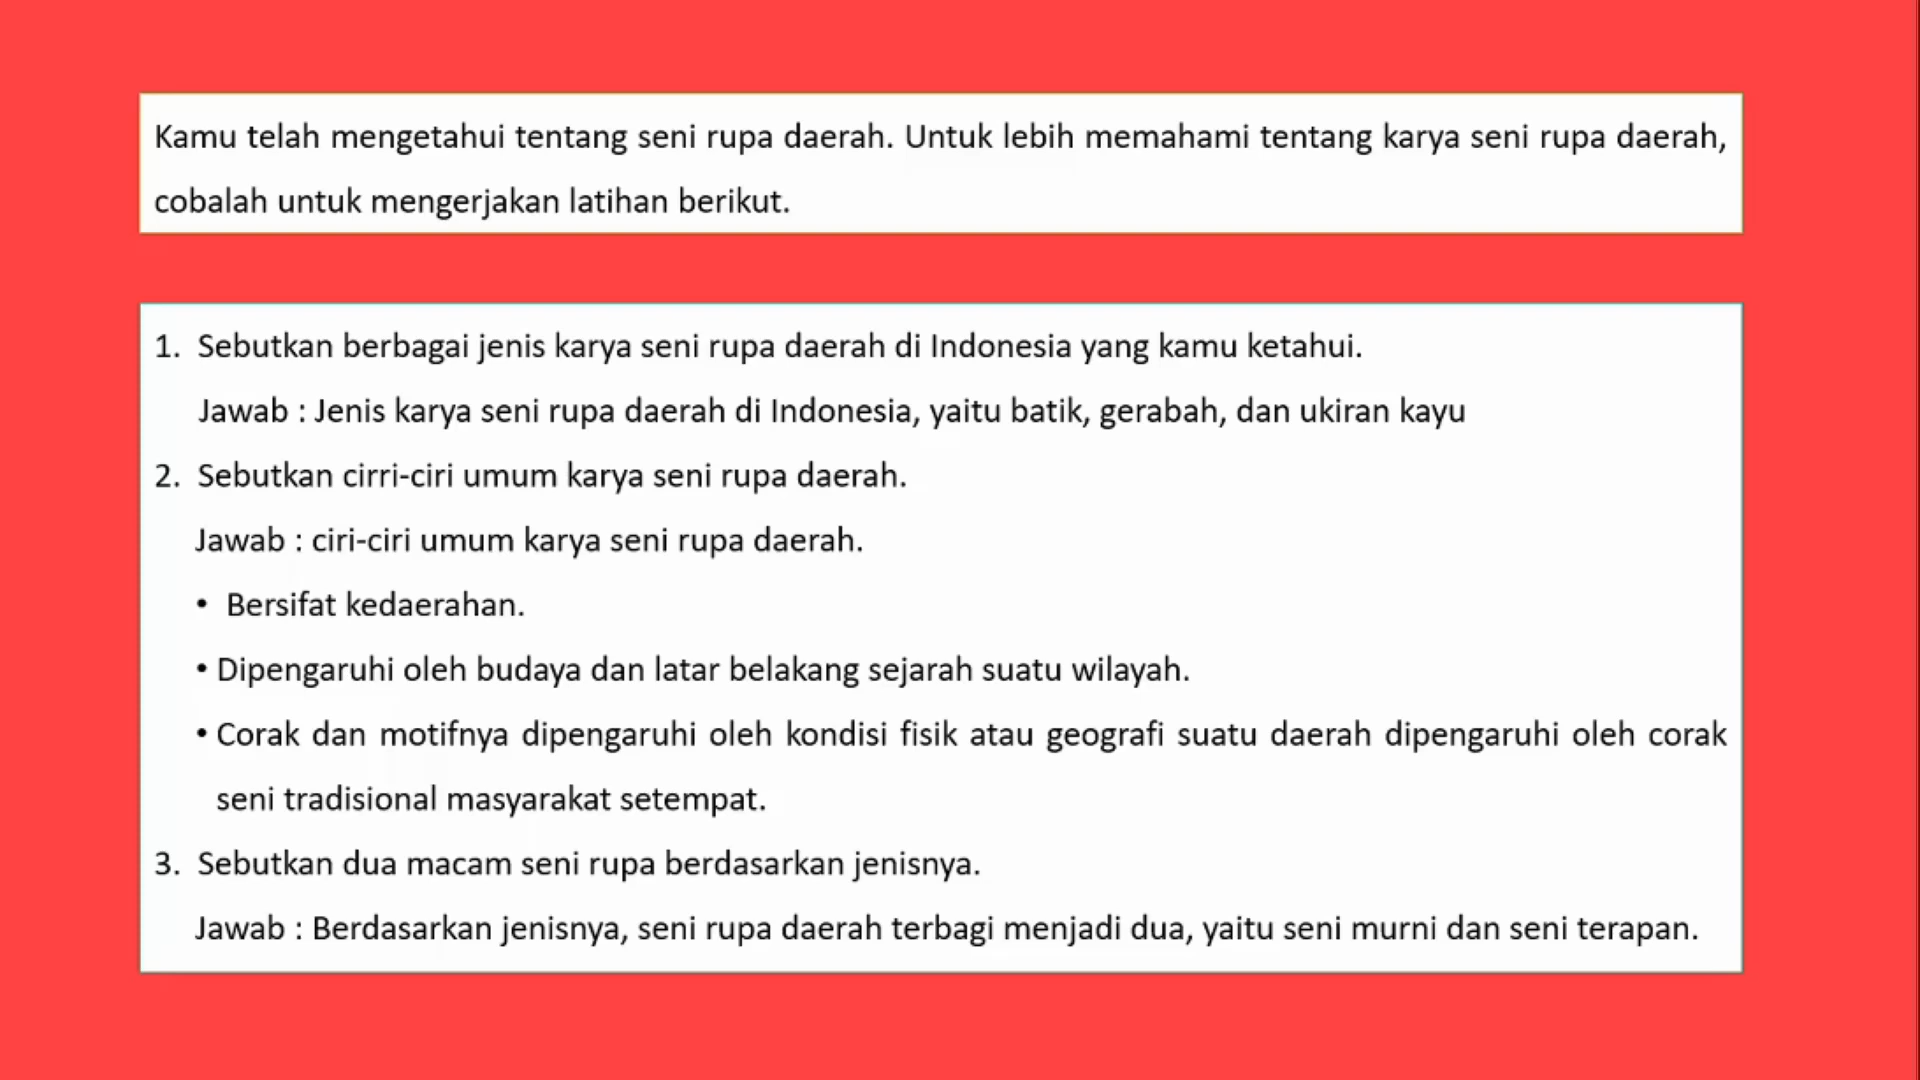 Kamu telah mengetahui tentang seni rupa daerah. Untuk lebih memahami tentang karya seni rupa daerah,
cobalah untuk mengerjakan latihan berikut.
1. Sebutkan berbagai jenis karya seni rupa daerah di Indonesia yang kamu ketahui.
Jawab : Jenis karya seni rupa daerah di Indonesia, yaitu batik, gerabah, dan ukiran kayu
2. Sebutkan cirri-ciri umum karya seni rupa daerah.
Jawab : ciri-ciri umum karya seni rupa daerah.
• Bersifat kedaerahan.
• Dipengaruhi oleh budaya dan latar belakang sejarah suatu wilayah.
• Corak dan motifnya dipengaruhi oleh kondisi fisik atau geografi suatu daerah dipengaruhi oleh corak
seni tradisional masyarakat setempat.
3. Sebutkan dua macam seni rupa berdasarkan jenisnya.
Jawab : Berdasarkan jenisnya, seni rupa daerah terbagi menjadi dua, yaitu seni murni dan seni terapan.